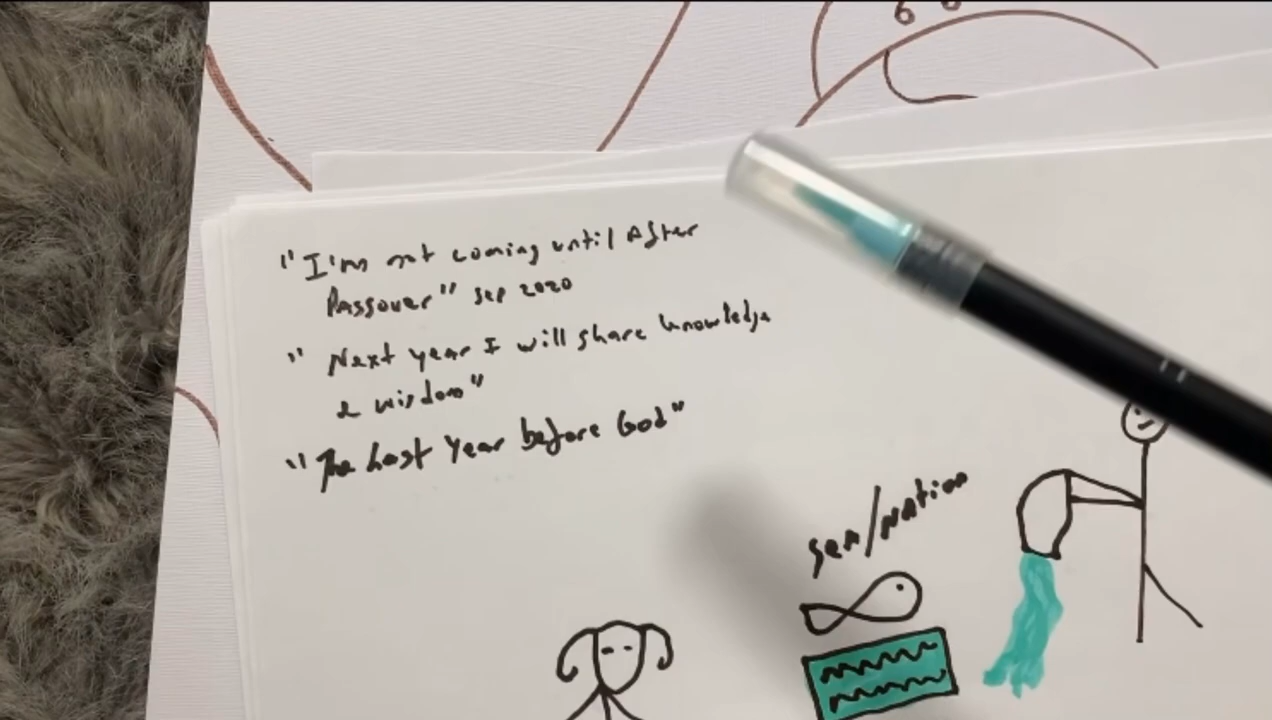 "I'm not coming until After
Passover" sep 2020
" Next year I will share knowledge
& wisdom"
"The Last Year before God"
sea/nation